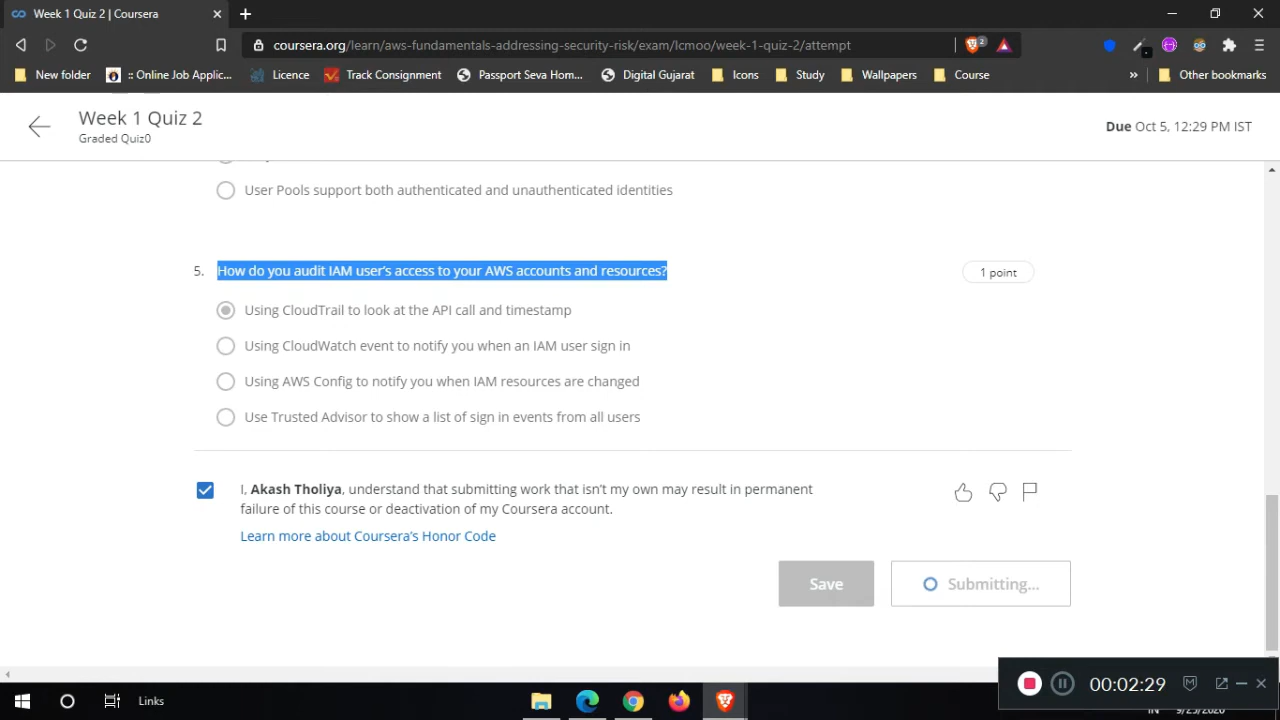 Week 1 Quiz 2 | Coursera
coursera.org/learn/aws-fundamentals-addressing-security-risk/exam/lcmoo/week-1-quiz-2/attempt
2
New folder
:: Online Job Applic...
Licence
Track Consignment
Passport Seva Hom...
Digital Gujarat
Icons
Study
Wallpapers
Course
»
Other bookmarks
Week 1 Quiz 2
Graded Quiz0
Due Oct 5, 12:29 PM IST
User Pools support both authenticated and unauthenticated identities
5. How do you audit IAM user's access to your AWS accounts and resources?
1 point
Using CloudTrail to look at the API call and timestamp
Using CloudWatch event to notify you when an IAM user sign in
Using AWS Config to notify you when IAM resources are changed
Use Trusted Advisor to show a list of sign in events from all users
I, Akash Tholiya, understand that submitting work that isn't my own may result in permanent
failure of this course or deactivation of my Coursera account.
Learn more about Coursera's Honor Code
Save
Submitting...
00:02:29
Links